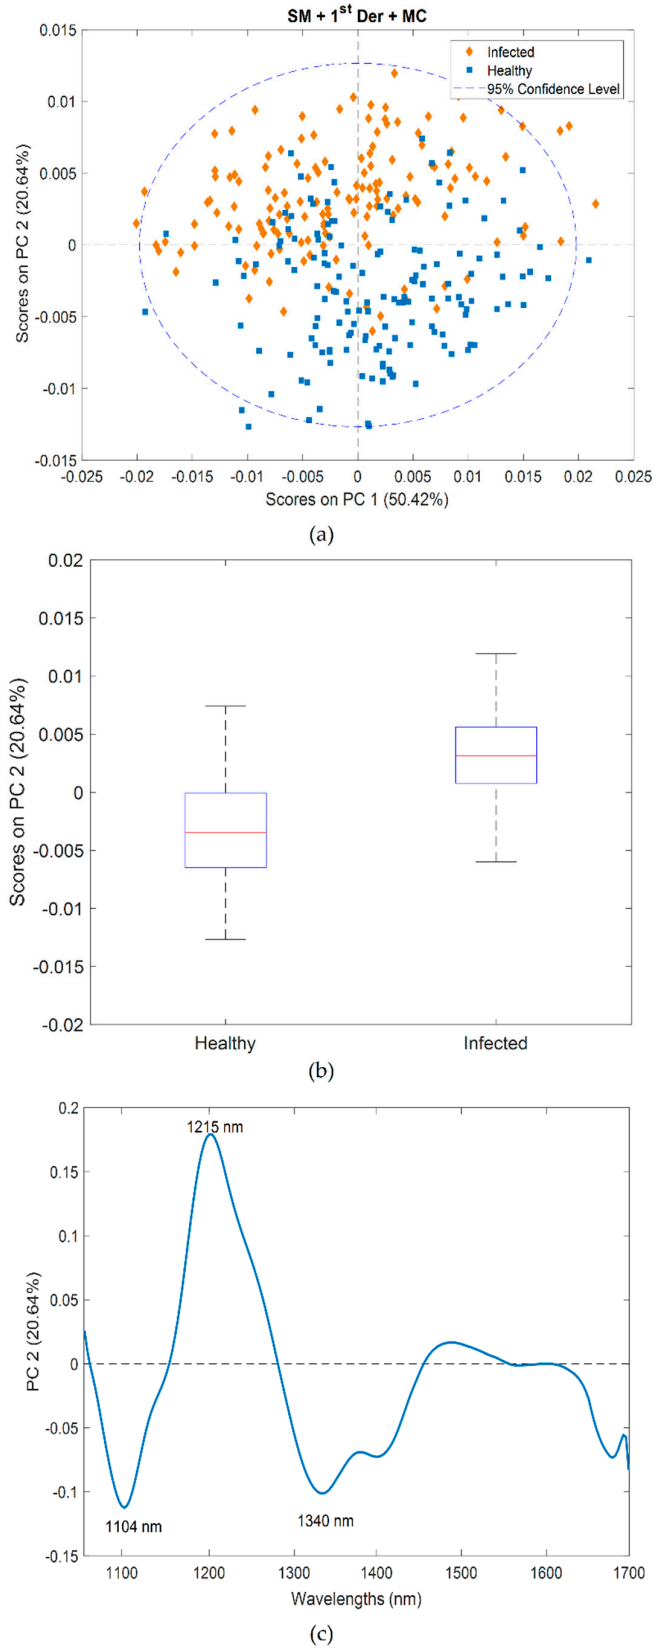 SM + 1st Der + MC
0.015
0.01
0.005
0
-0.005
-0.01
-0.015
Scores on PC 2 (20.64%)
Infected
Healthy
95% Confidence Level
-0.025 -0.02 -0.015 -0.01 -0.005 0 0.005 0.01 0.015 0.02 0.025
Scores on PC 1 (50.42%)
(a)
0.02
0.015
0.01
0.005
0
-0.005
-0.01
-0.015
-0.02
Scores on PC 2 (20.64%)
Healthy Infected
(b)
0.2
0.15
0.1
0.05
0
-0.05
-0.1
-0.15
PC 2 (20.64%)
1215 nm
1104 nm
1340 nm
1100 1200 1300 1400 1500 1600 1700
Wavelengths (nm)
(c)